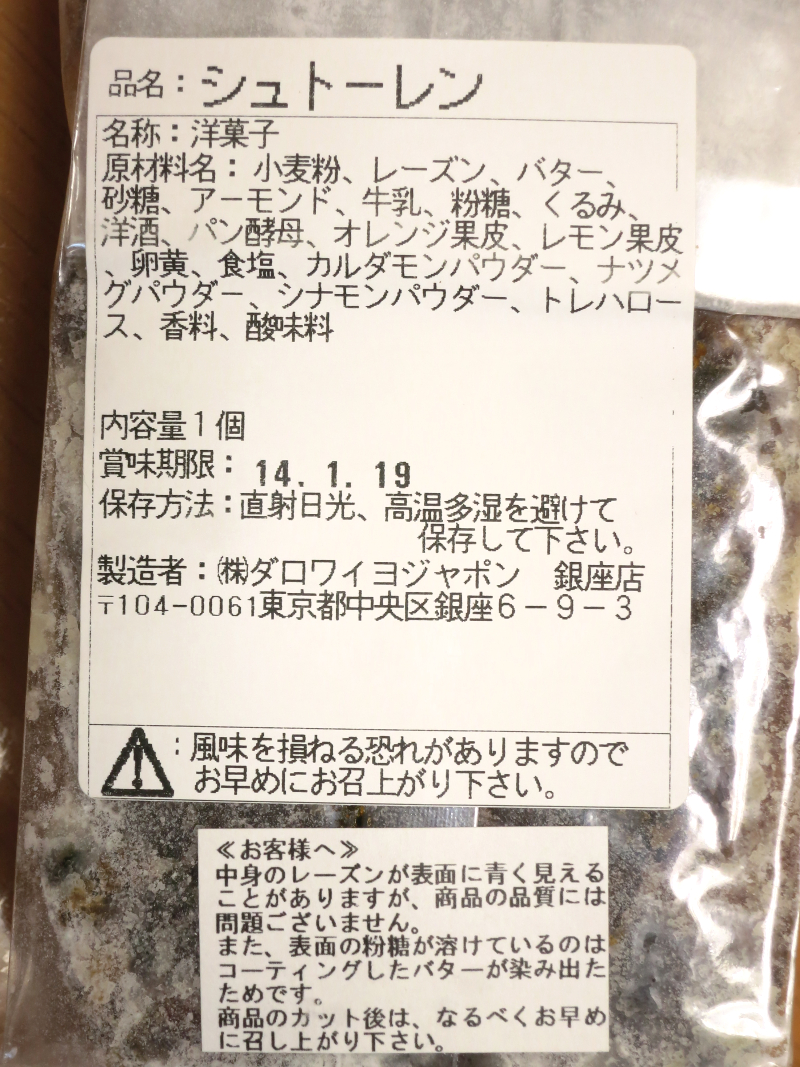 品名：シュトーレン
名称：洋菓子
原材料名：小麦粉、レーズン、バター、
砂糖、アーモンド、牛乳、粉糖、くるみ、
洋酒、パン酵母、オレンジ果皮、レモン果皮
、卵黄、食塩、カルダモンパウダー、ナツメ
グパウダー、シナモンパウダー、トレハロー
ス、香料、酸味料
内容量１個
賞味期限：14.1.19
保存方法：直射日光、高温多湿を避けて
保存して下さい。
製造者：㈱ダロワイヨジャポン　銀座店
〒104-0061東京都中央区銀座６－９－３
：風味を損ねる恐れがありますので
お早めにお召上がり下さい。
≪お客様へ≫
中身のレーズンが表面に青く見える
ことがありますが、商品の品質には
問題ございません。
また、表面の粉糖が溶けているのは
コーティングしたバターが染み出た
ためです。
商品のカット後は、なるべくお早め
に召し上がり下さい。